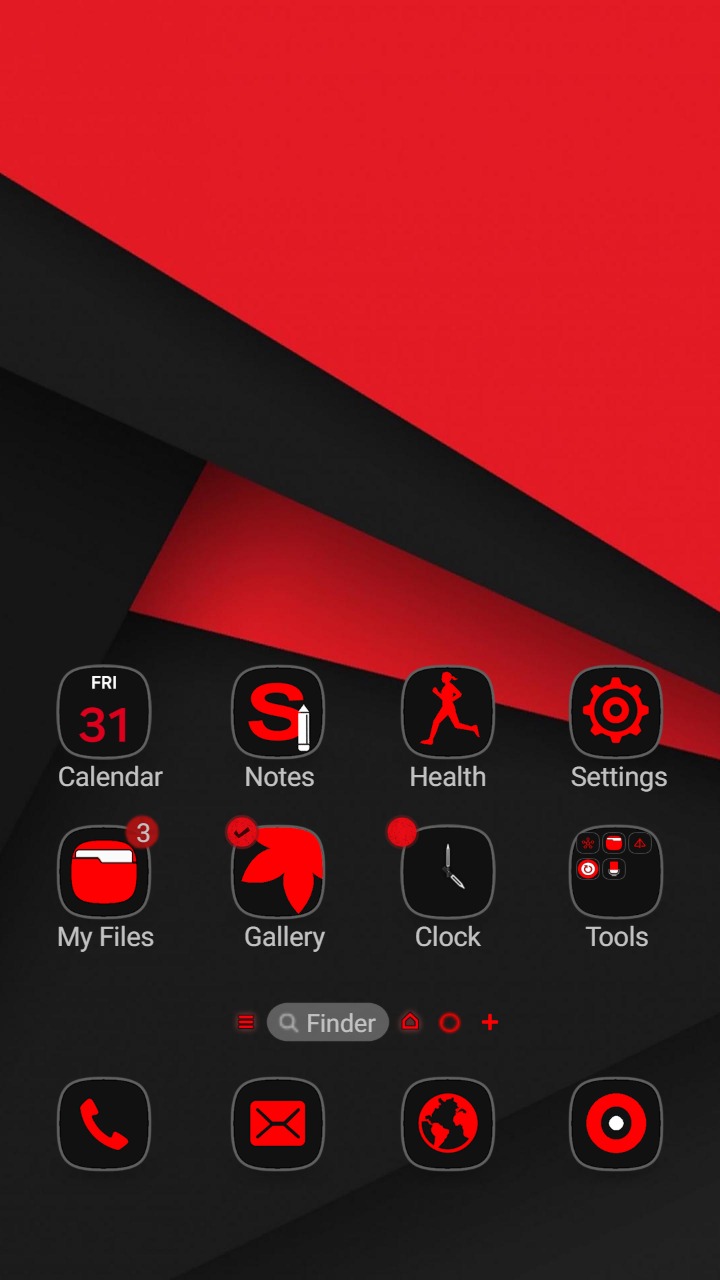 FRI
31
Calendar
S
Notes
Health
Settings
3
My Files
Gallery
Clock
Tools
Finder